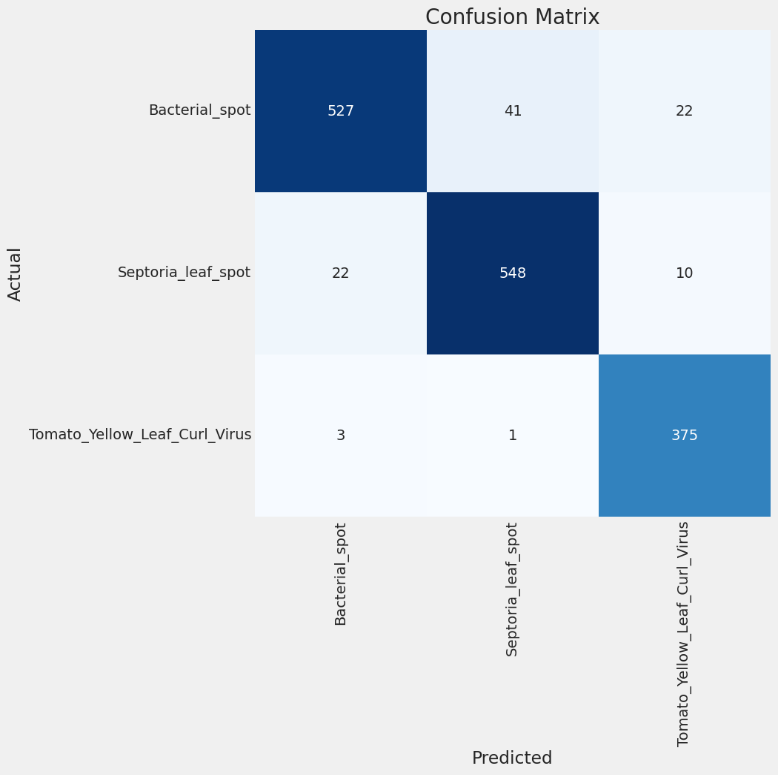 Confusion Matrix
Actual
Bacterial_spot
527 41 22
Septoria_leaf_spot
22 548 10
Tomato_Yellow_Leaf_Curl_Virus
3 1 375
Bacterial_spot
Septoria_leaf_spot
Tomato_Yellow_Leaf_Curl_Virus
Predicted